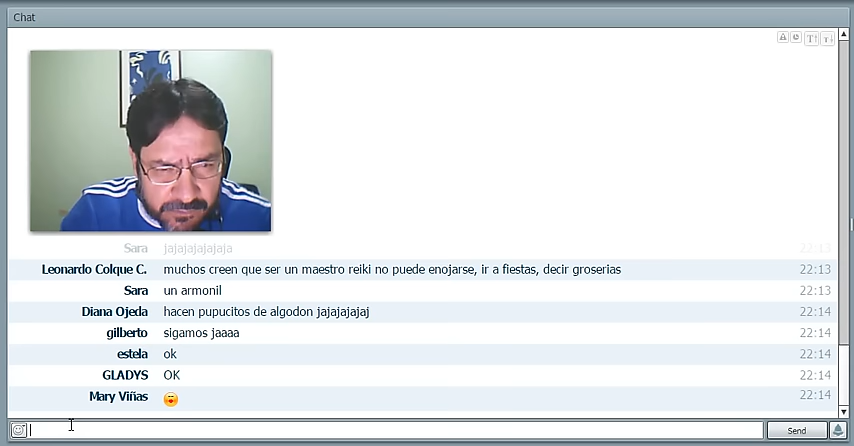 Chat
Sara jajajajajajaja 22:13
Leonardo Colque C. muchos creen que ser un maestro reiki no puede enojarse, ir a fiestas, decir groserias 22:13
Sara un armonil 22:13
Diana Ojeda hacen pupucitos de algodon jajajajajaj 22:14
gilberto sigamos jaaaa 22:14
estela ok 22:14
GLADYS OK 22:14
Mary Viñas 22:14
Send